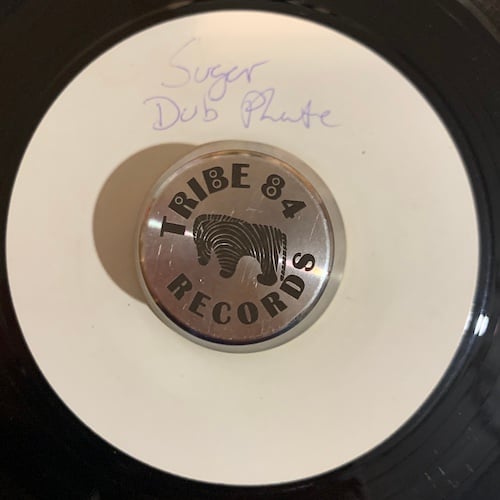 Sugar
Dub Plate
TRIBE 84
RECORDS